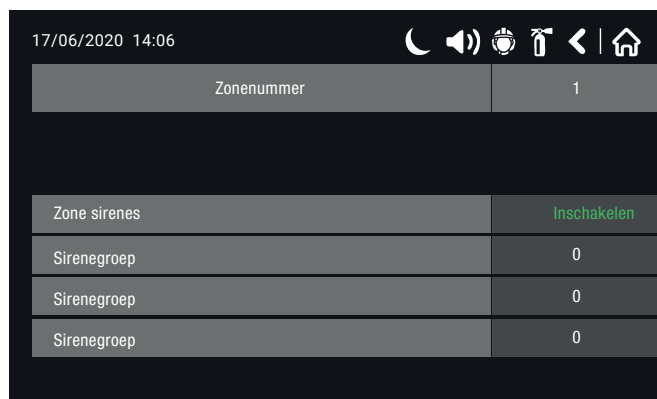 17/06/2020 14:06
Zonenummer 1
Zone sirenes Inschakelen
Sirenegroep 0
Sirenegroep 0
Sirenegroep 0